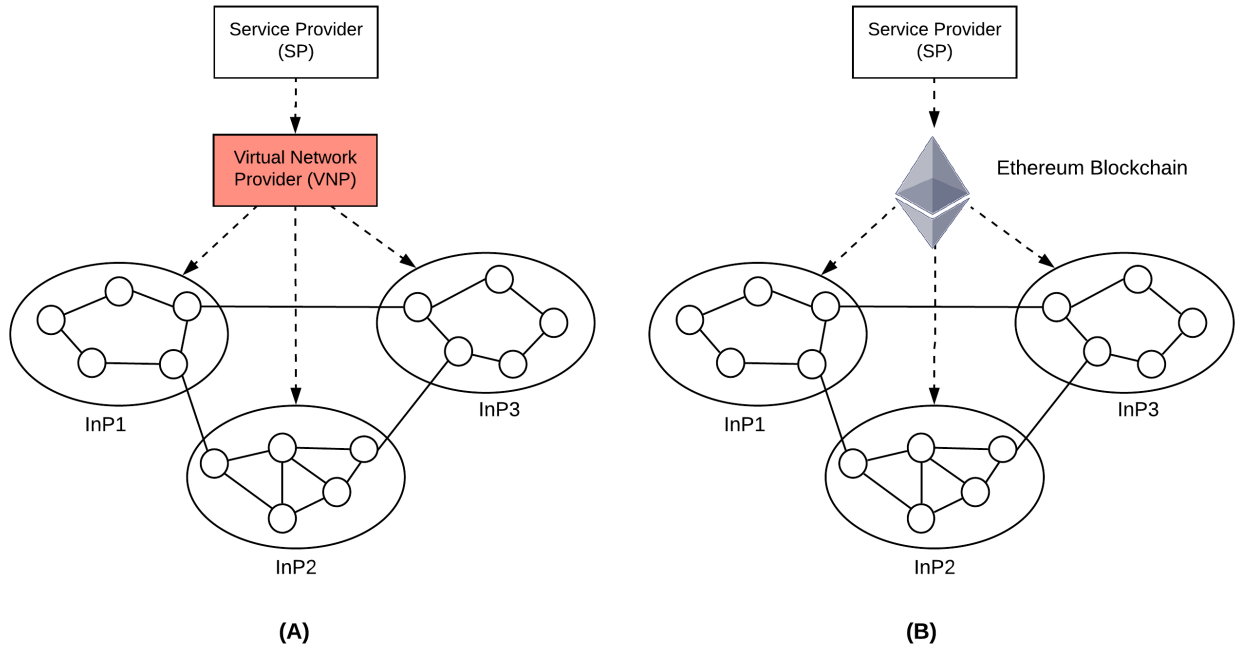 Service Provider
(SP)
Virtual Network
Provider (VNP)
InP1
InP3
InP2
(A)
Service Provider
(SP)
Ethereum Blockchain
InP1
InP3
InP2
(B)